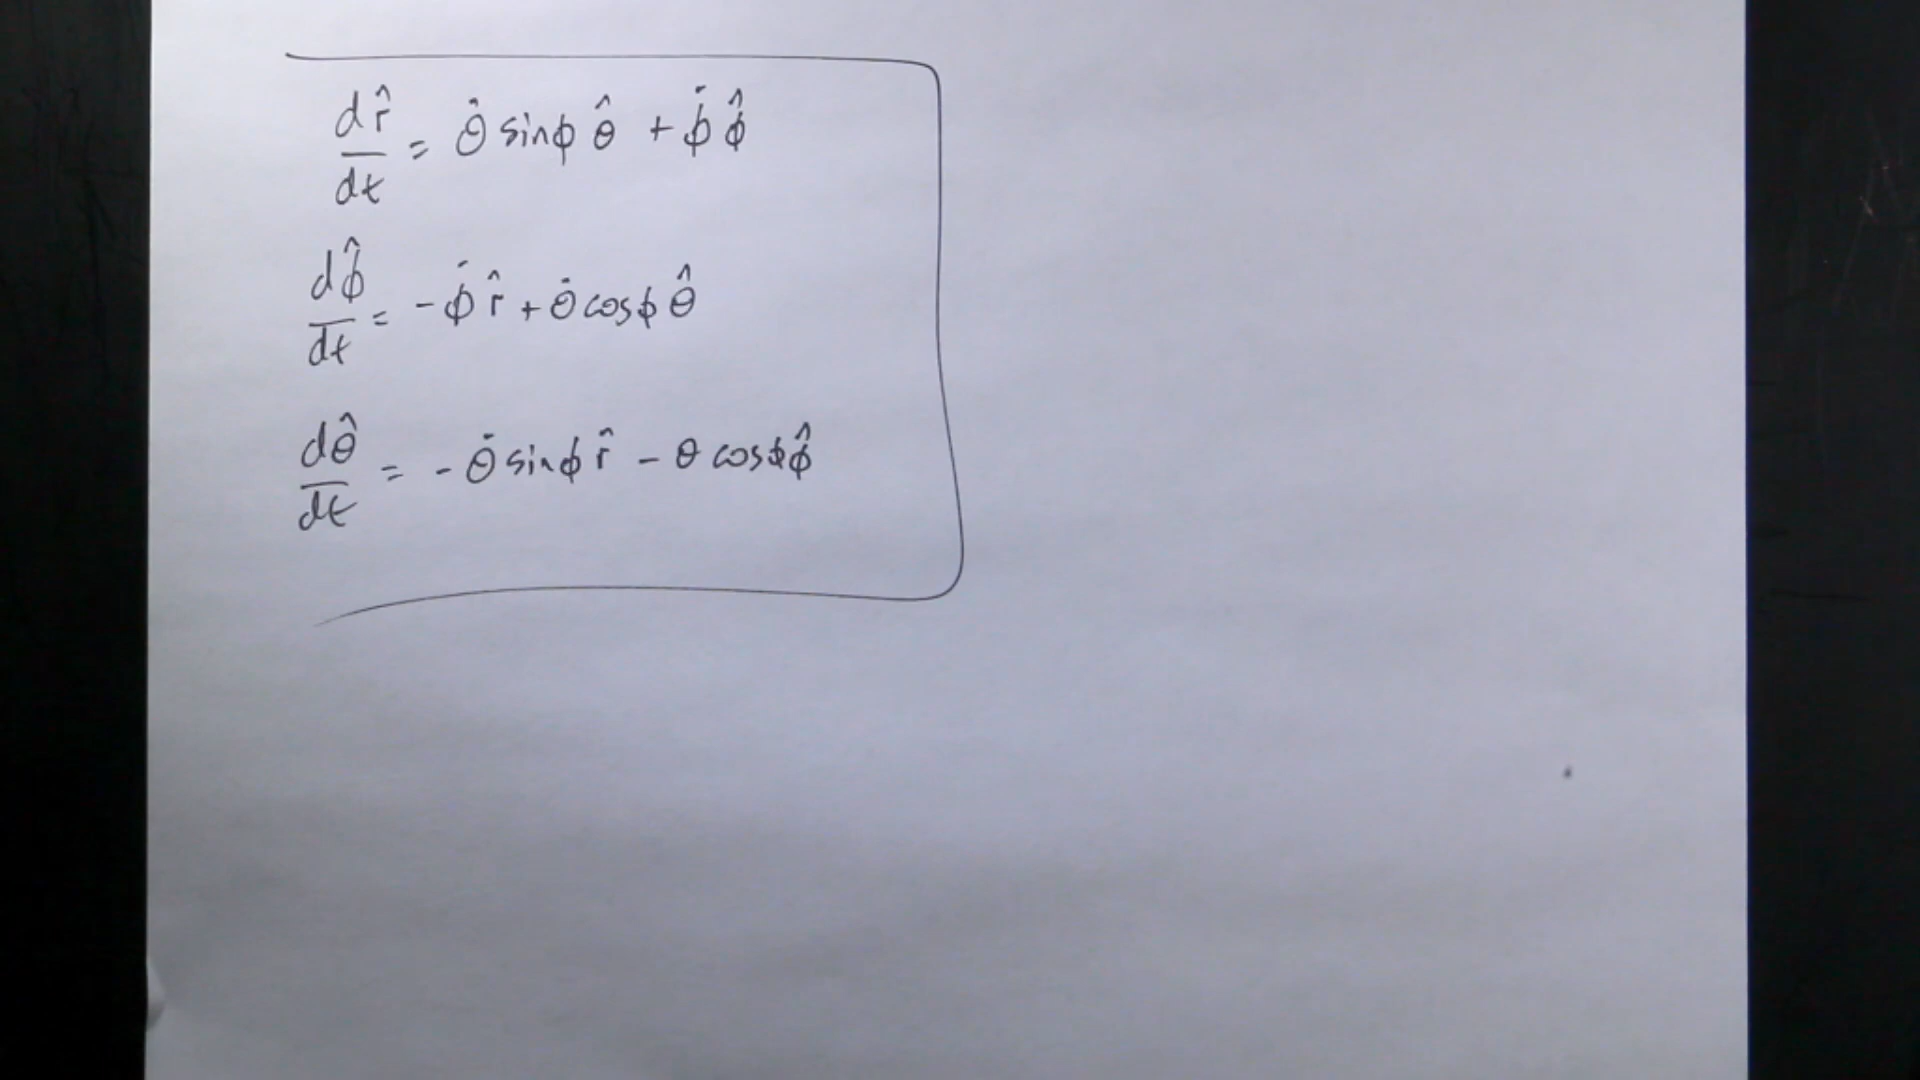 dr̂/dt = θ̇ sinϕ θ̂ + ϕ̇ ϕ̂
dϕ̂/dt = -ϕ̇ r̂ + θ̇ cosϕ θ̂
dθ̂/dt = -θ̇ sinϕ r̂ - θ cosϕ ϕ̂